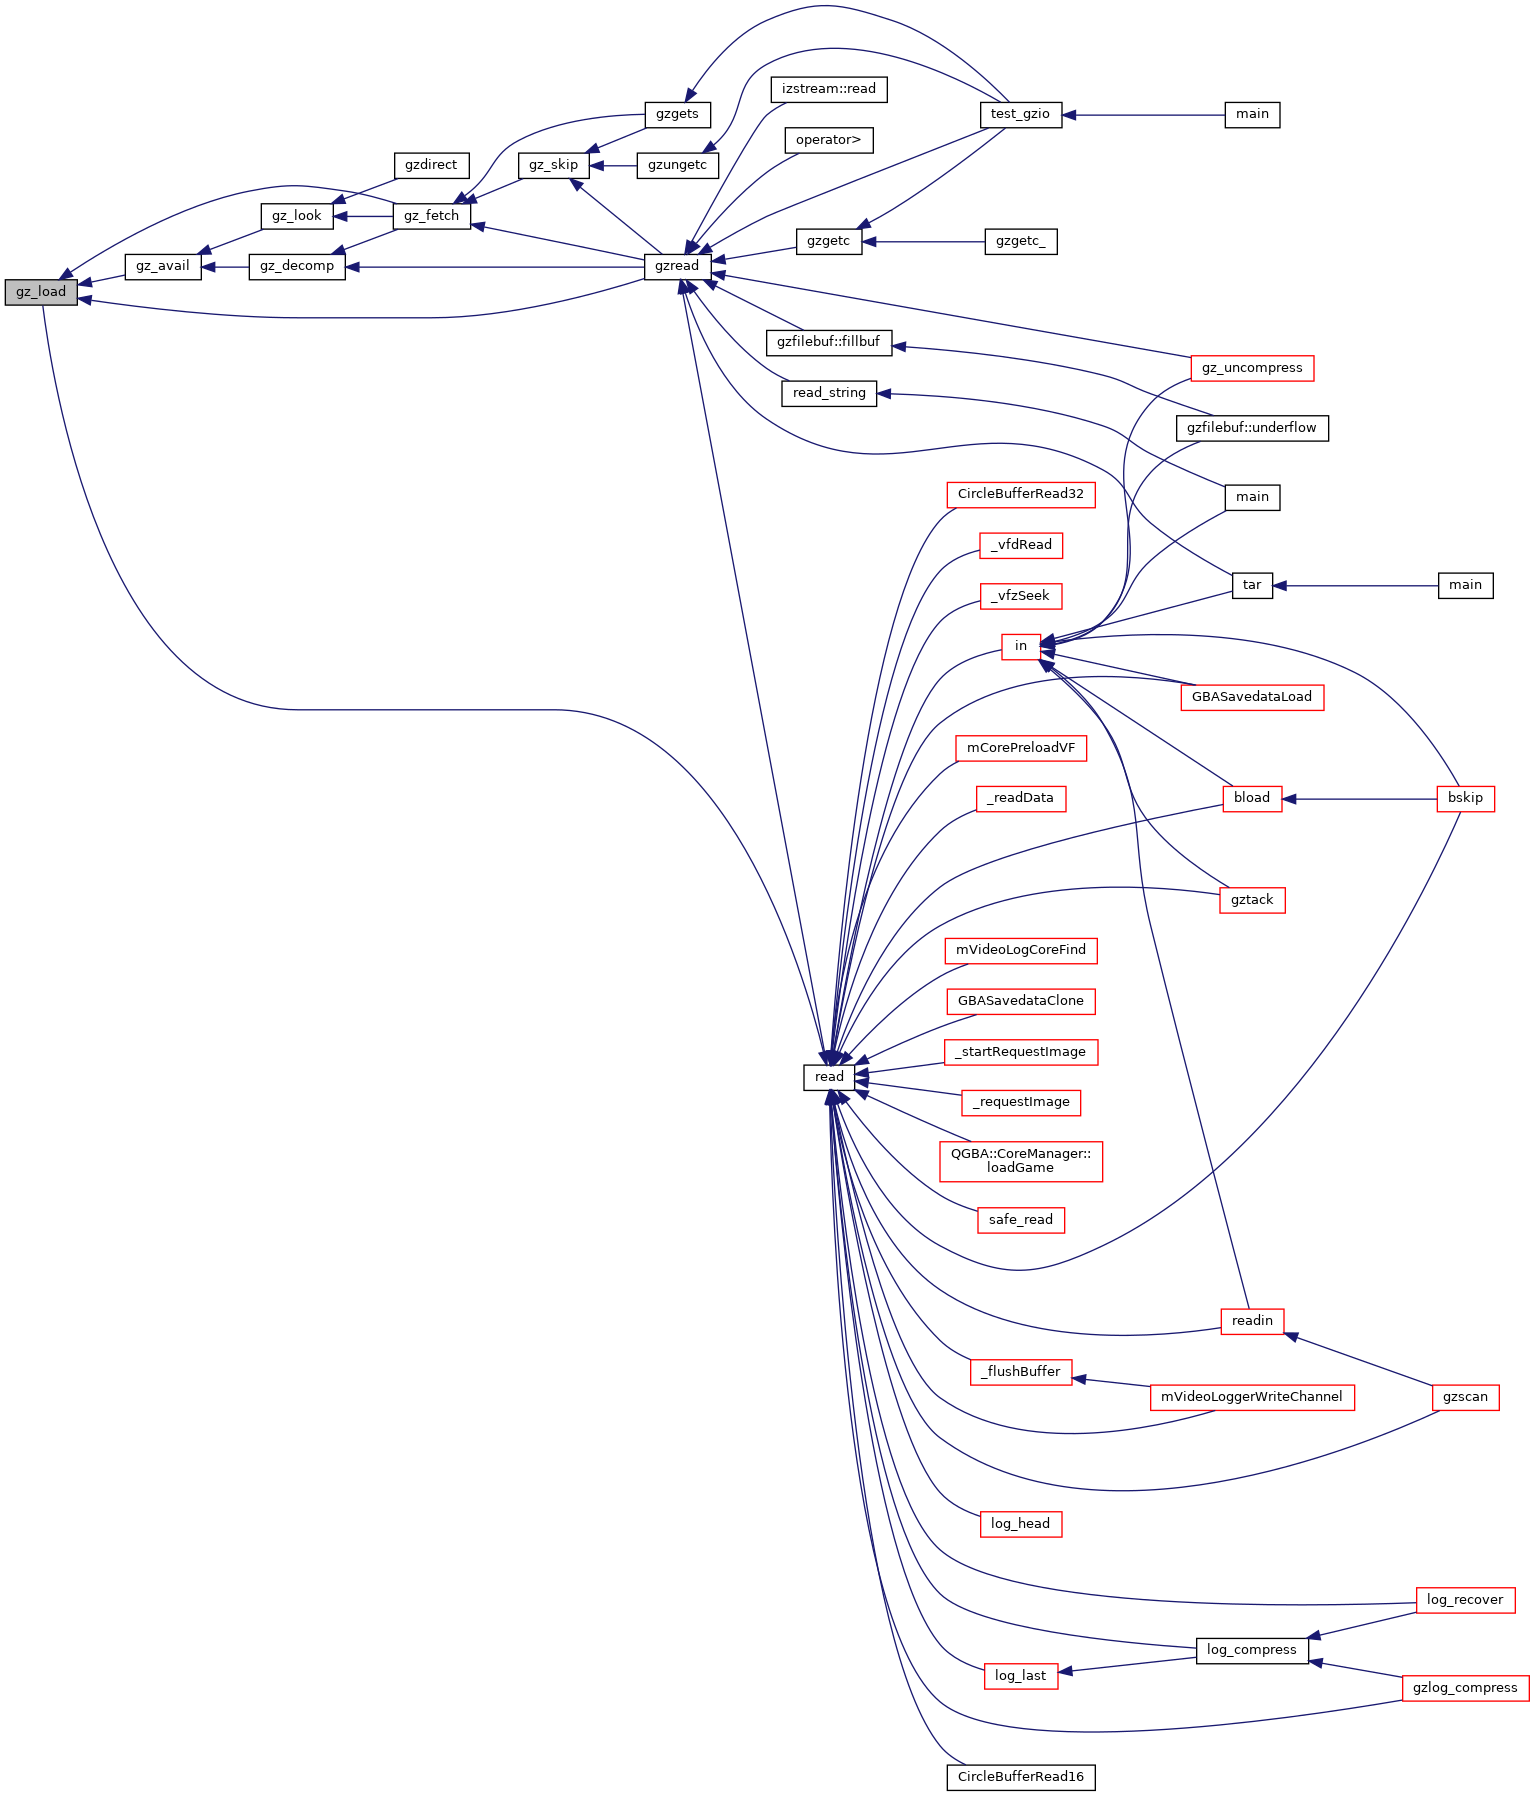 gzgets
izstream::read
test_gzio
main
operator>
gzdirect
gz_skip
gzungetc
gz_look
gz_fetch
gzgetc
gzgetc_
gz_avail
gz_decomp
gzread
gz_load
gzfilebuf::fillbuf
gz_uncompress
read_string
gzfilebuf::underflow
CircleBufferRead32
main
_vfdRead
tar
main
_vfzSeek
in
GBASavedataLoad
mCorePreloadVF
_readData
bload
bskip
gztack
mVideoLogCoreFind
GBASavedataClone
_startRequestImage
read
_requestImage
QGBA::CoreManager::
loadGame
safe_read
readin
_flushBuffer
mVideoLoggerWriteChannel
gzscan
log_head
log_recover
log_compress
log_last
gzlog_compress
CircleBufferRead16